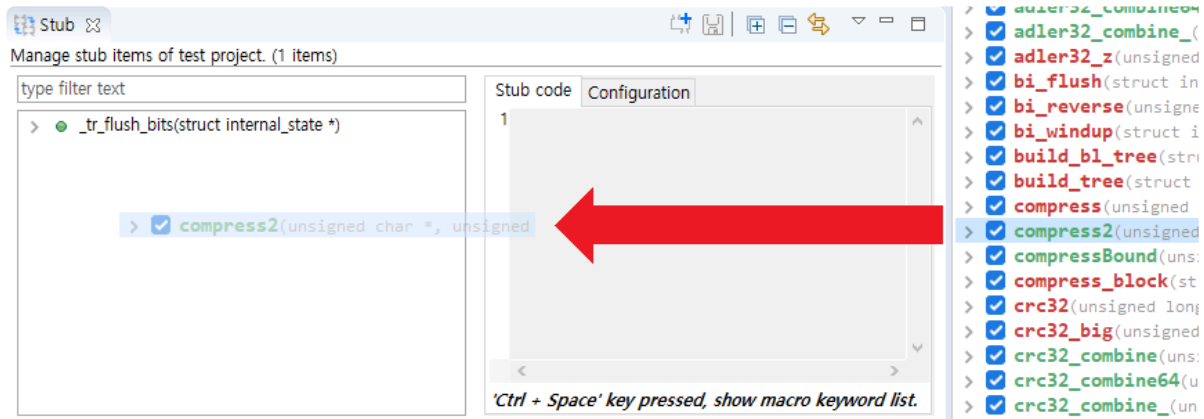 Stub
Manage stub items of test project. (1 items)
type filter text
_tr_flush_bits(struct internal_state *)
compress2(unsigned char *, unsigned
Stub code
Configuration
1
'Ctrl + Space' key pressed, show macro keyword list.
adler32_combine64
adler32_combine_(
adler32_z(unsigned
bi_flush(struct in
bi_reverse(unsigne
bi_windup(struct i
build_bl_tree(stru
build_tree(struct
compress(unsigned
compress2(unsigned
compressBound(uns
compress_block(st
crc32(unsigned long
crc32_big(unsigned
crc32_combine(uns
crc32_combine64(u
crc32_combine_(un